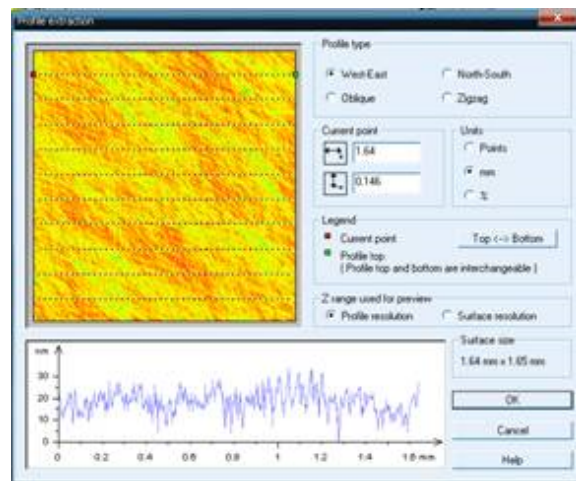 Profile extraction
Profile type
West-East
North-South
Oblique
Zigzag
Current point
1.64
0.146
Units
Points
mm
%
Legend
Current point
Profile top
( Profile top and bottom are interchangeable )
Top <-> Bottom
Z range used for preview
Profile resolution
Surface resolution
Surface size
1.64 mm x 1.65 mm
OK
Cancel
Help
30
20
10
0
0 0.2 0.4 0.6 0.8 1 1.2 1.4 1.6 mm